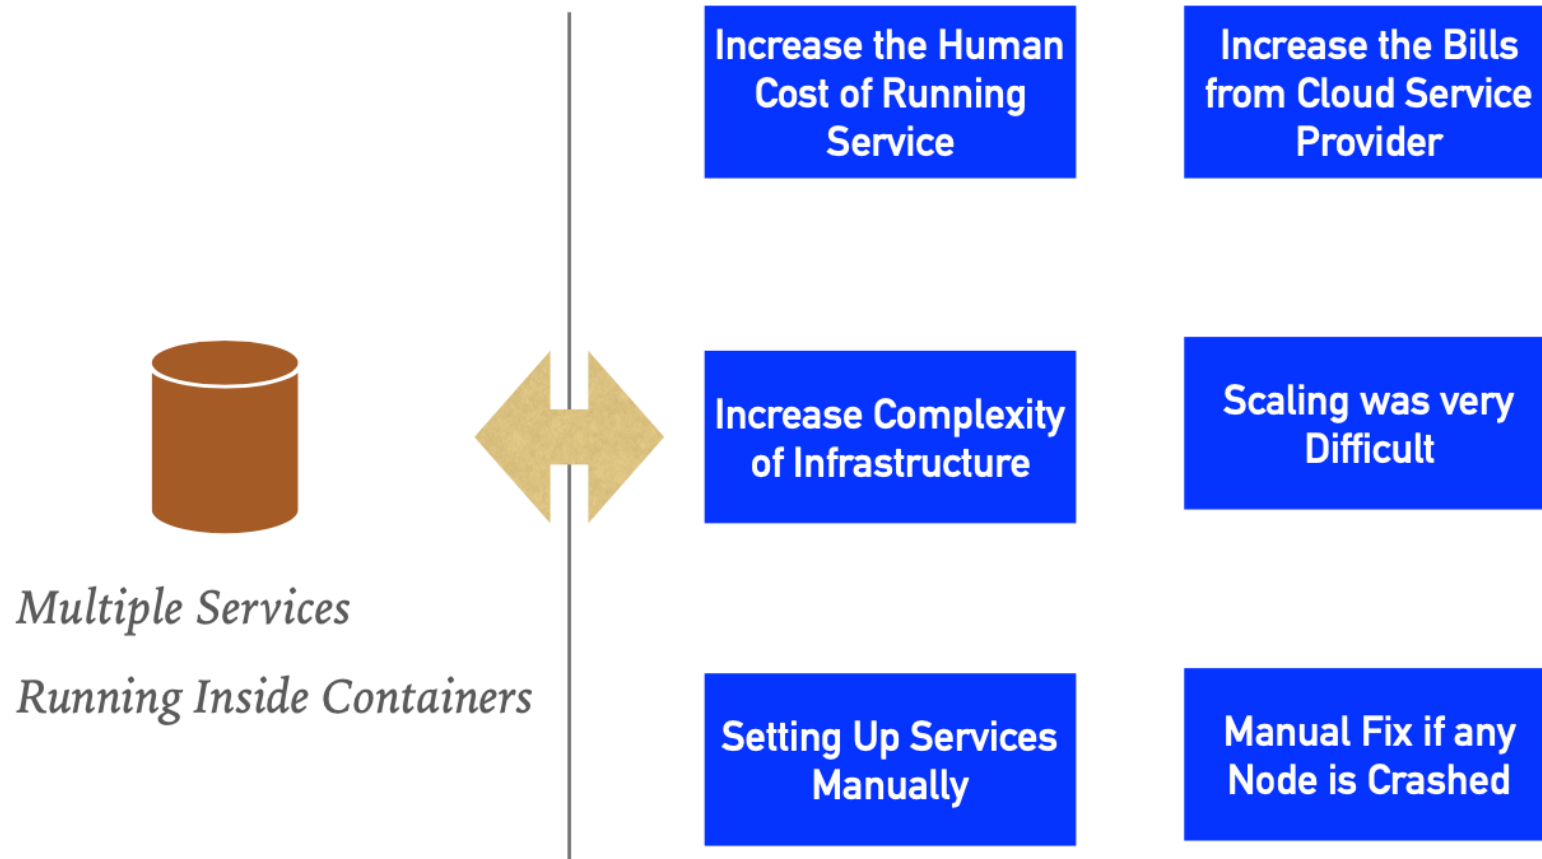 Increase the Human
Cost of Running
Service
Increase the Bills
from Cloud Service
Provider
Increase Complexity
of Infrastructure
Scaling was very
Difficult
Multiple Services
Running Inside Containers
Setting Up Services
Manually
Manual Fix if any
Node is Crashed